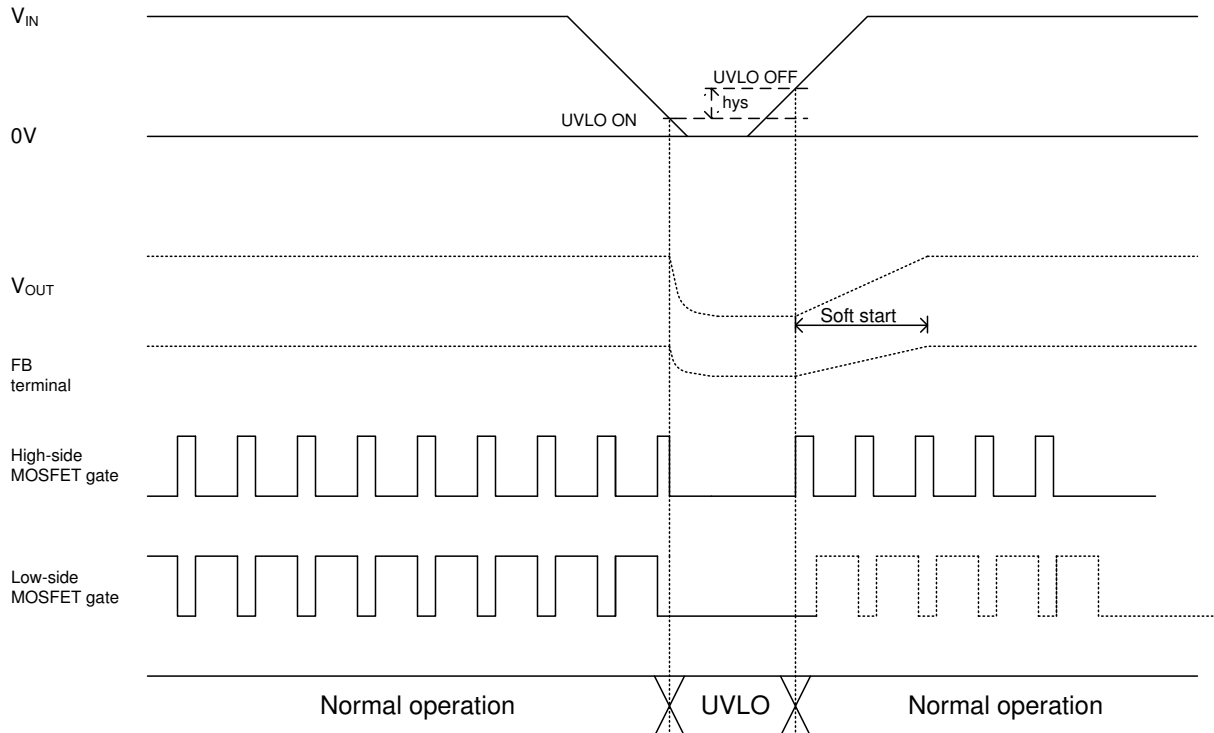 VIN
UVLO OFF
hys
UVLO ON
0V
VOUT
Soft start
FB
terminal
High-side
MOSFET gate
Low-side
MOSFET gate
Normal operation
UVLO
Normal operation